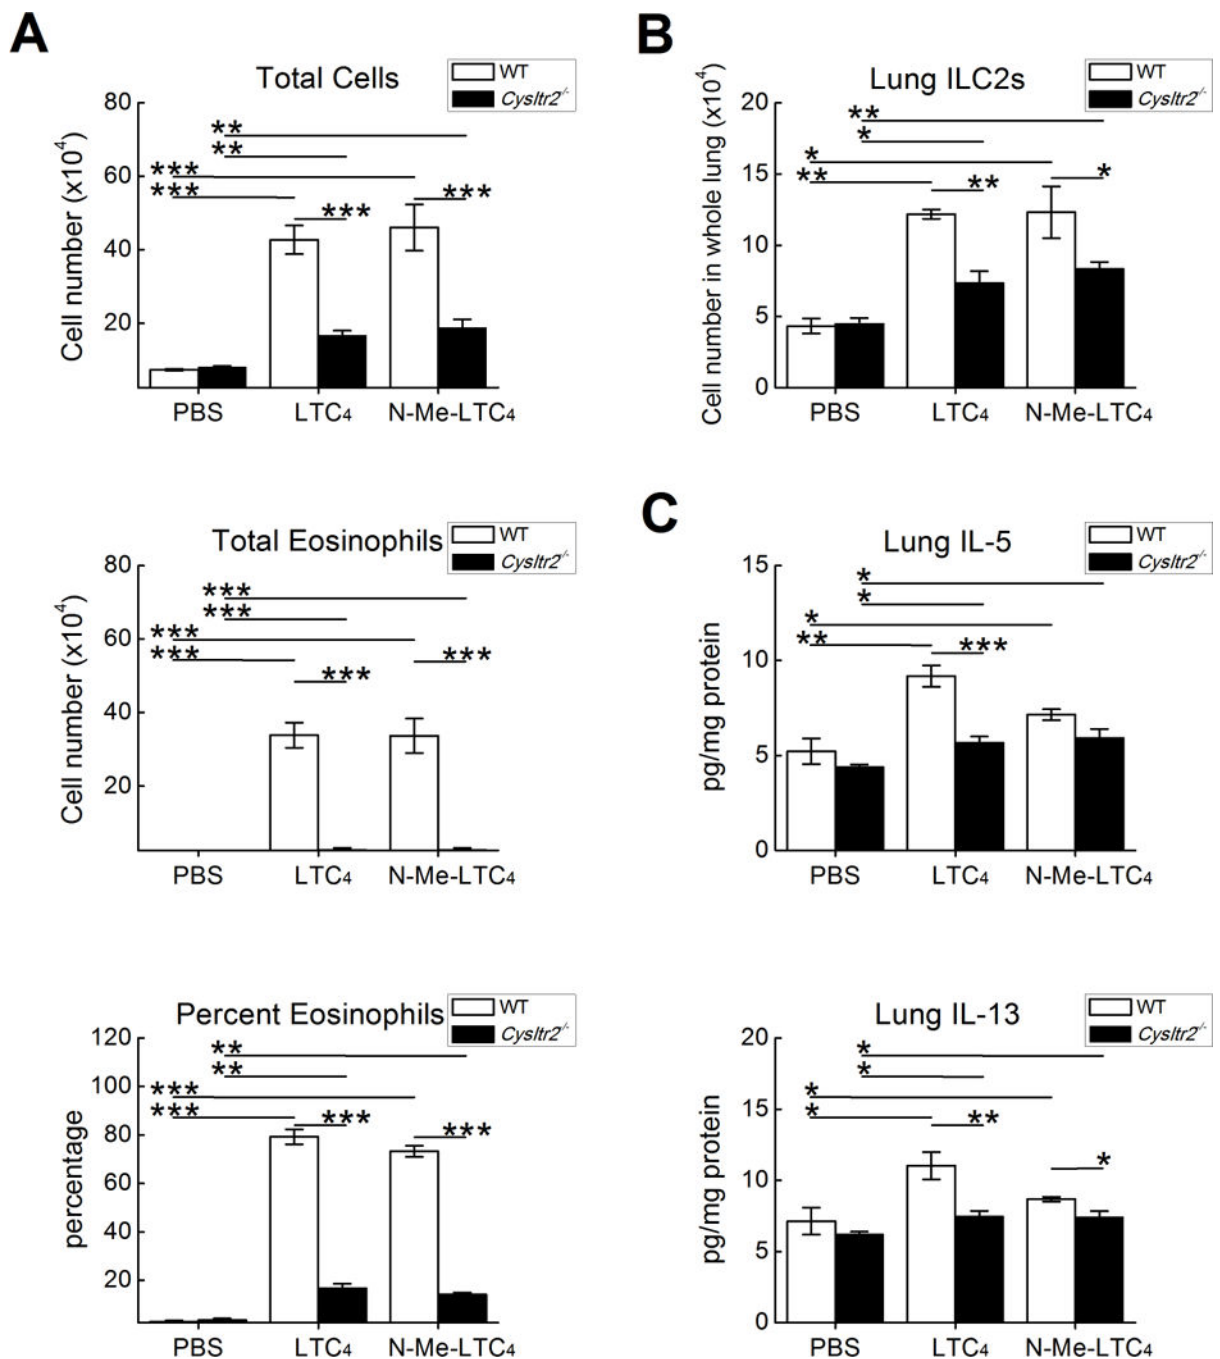 A
Total Cells
WT
Cysltr2-/-
Cell number (x104)
80
60
40
20
**
**
***
***
***
***
PBS
LTC4
N-Me-LTC4
B
Lung ILC2s
WT
Cysltr2-/-
Cell number in whole lung (x104)
20
15
10
5
0
**
*
*
**
**
*
PBS
LTC4
N-Me-LTC4
Total Eosinophils
WT
Cysltr2-/-
Cell number (x104)
80
60
40
20
***
***
***
***
***
***
PBS
LTC4
N-Me-LTC4
C
Lung IL-5
WT
Cysltr2-/-
pg/mg protein
15
10
5
0
*
*
*
**
***
PBS
LTC4
N-Me-LTC4
Percent Eosinophils
WT
Cysltr2-/-
percentage
120
100
80
60
40
20
**
**
***
***
***
***
PBS
LTC4
N-Me-LTC4
Lung IL-13
WT
Cysltr2-/-
pg/mg protein
20
15
10
5
0
*
*
*
*
**
*
PBS
LTC4
N-Me-LTC4